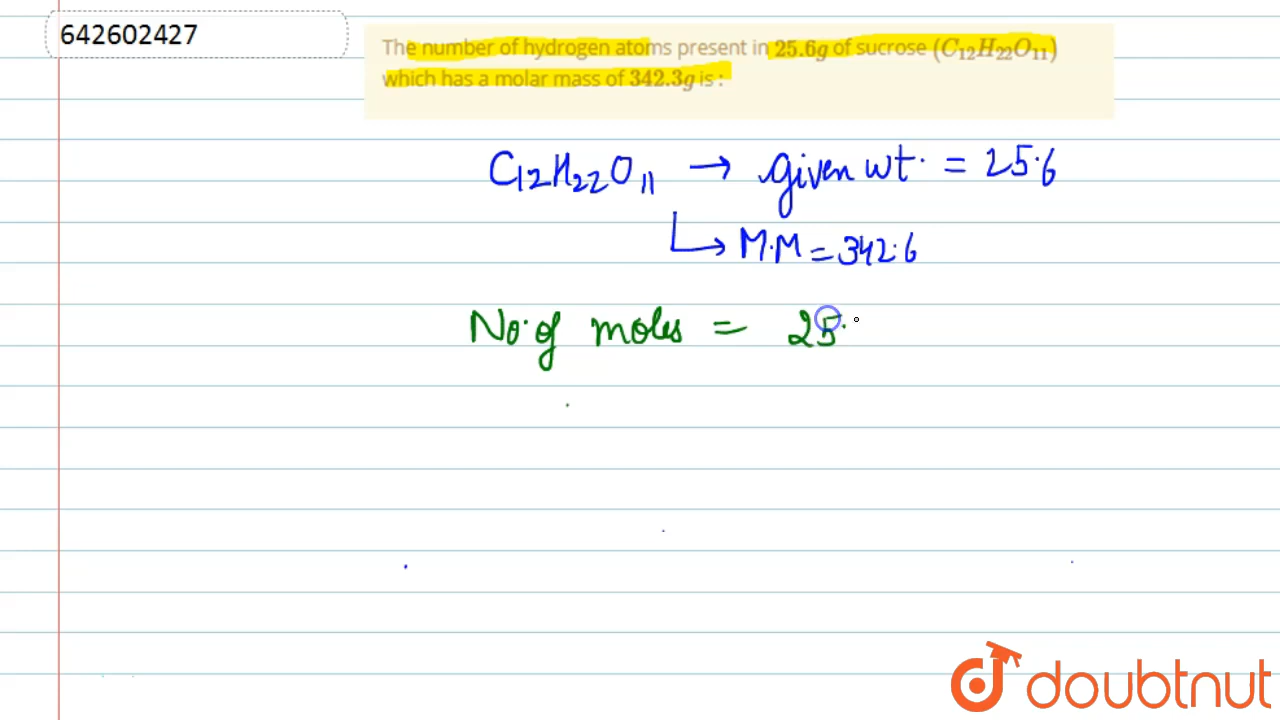 642602427
The number of hydrogen atoms present in 25.6g of sucrose (C₁₂H₂₂O₁₁)
which has a molar mass of 342.3g is :
C₁₂H₂₂O₁₁ → given wt. = 25.6
↳ M.M = 342.6
No. of moles = 25.
doubtnut